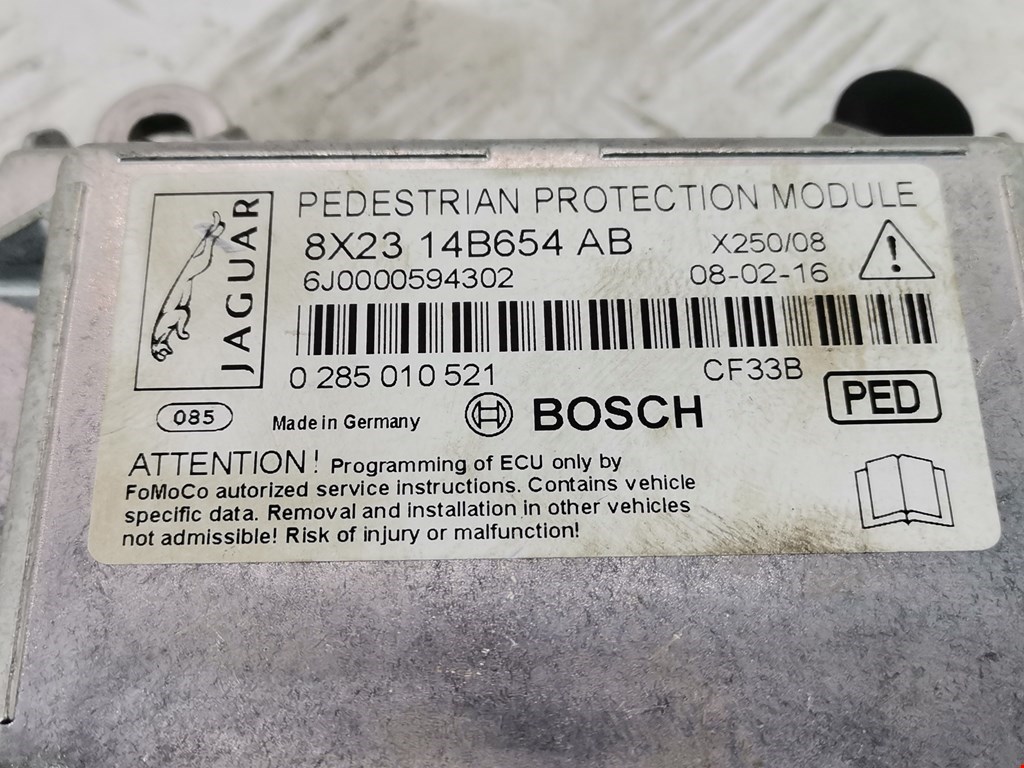 JAGUAR
PEDESTRIAN PROTECTION MODULE
8X23 14B654 AB X250/08
6J0000594302 08-02-16
0 285 010 521 CF33B
085 Made in Germany BOSCH PED
ATTENTION! Programming of ECU only by
FoMoCo autorized service instructions. Contains vehicle
specific data. Removal and installation in other vehicles
not admissible! Risk of injury or malfunction!